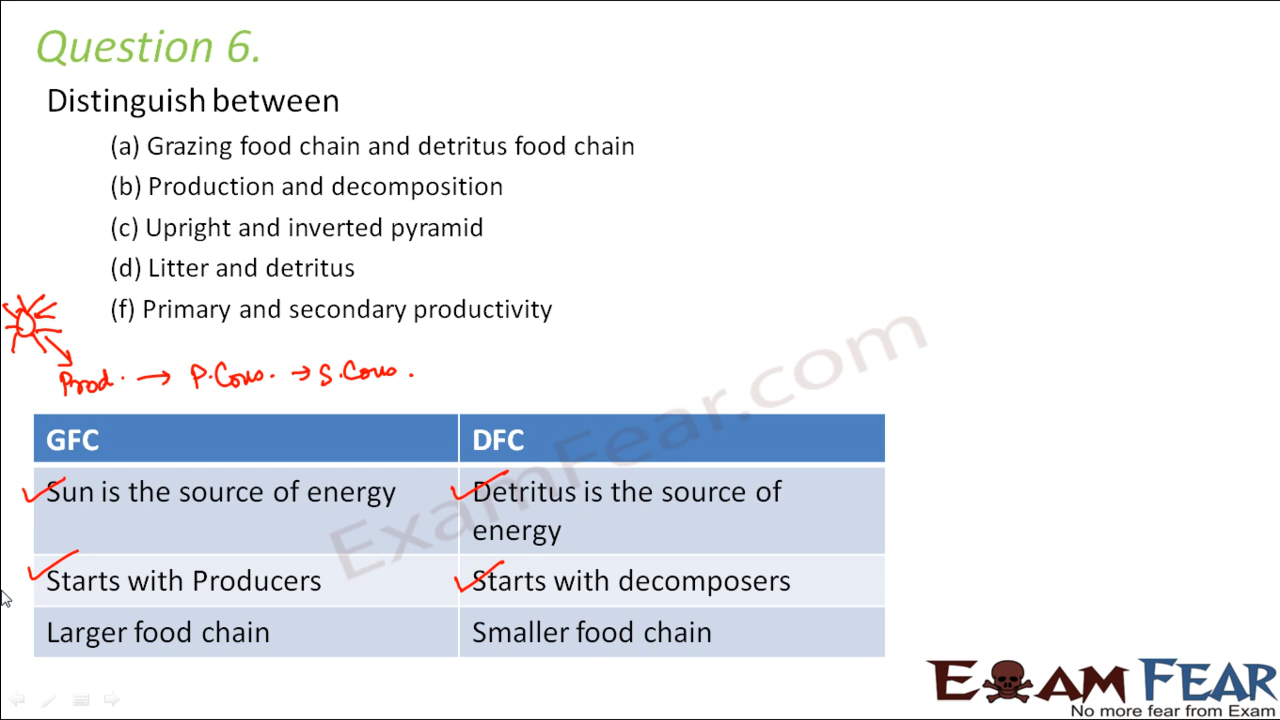 Question 6.
Distinguish between
(a) Grazing food chain and detritus food chain
(b) Production and decomposition
(c) Upright and inverted pyramid
(d) Litter and detritus
(f) Primary and secondary productivity
Prod. → P.Cons. → S.Cons.
GFC DFC
Sun is the source of energy Detritus is the source of
energy
Starts with Producers Starts with decomposers
Larger food chain Smaller food chain
ExamFear.com
EXAM FEAR
No more fear from Exam